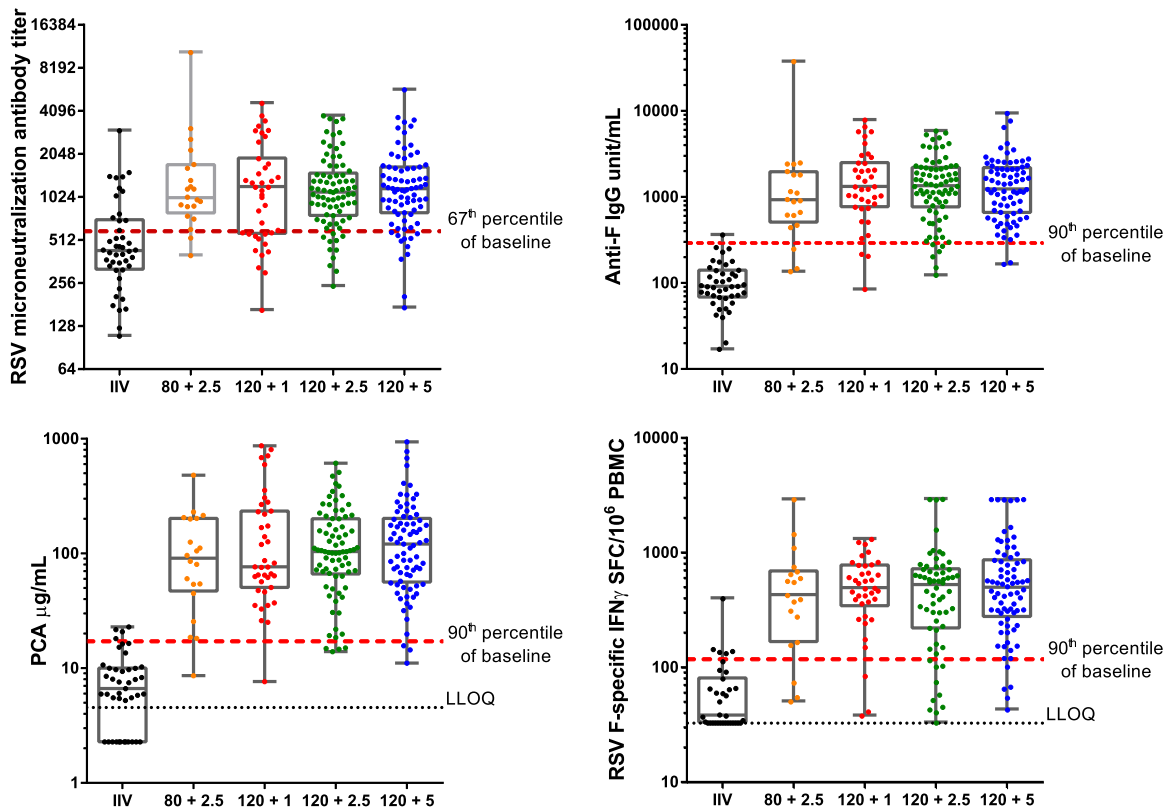 RSV microneutralization antibody titer
16384
8192
4096
2048
1024
512
256
128
64
67th percentile
of baseline
IIV 80 + 2.5 120 + 1 120 + 2.5 120 + 5
Anti-F IgG unit/mL
100000
10000
1000
100
10
90th percentile
of baseline
IIV 80 + 2.5 120 + 1 120 + 2.5 120 + 5
PCA μg/mL
1000
100
10
1
90th percentile
of baseline
LLOQ
IIV 80 + 2.5 120 + 1 120 + 2.5 120 + 5
RSV F-specific IFNγ SFC/10⁶ PBMC
10000
1000
100
10
90th percentile
of baseline
LLOQ
IIV 80 + 2.5 120 + 1 120 + 2.5 120 + 5